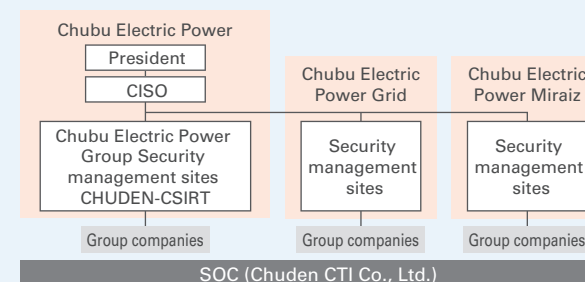 Chubu Electric Power
President
CISO
Chubu Electric Power
Group Security
management sites
CHUDEN-CSIRT
Group companies
Chubu Electric
Power Grid
Security
management
sites
Group companies
Chubu Electric
Power Miraiz
Security
management
sites
Group companies
SOC (Chuden CTI Co., Ltd.)